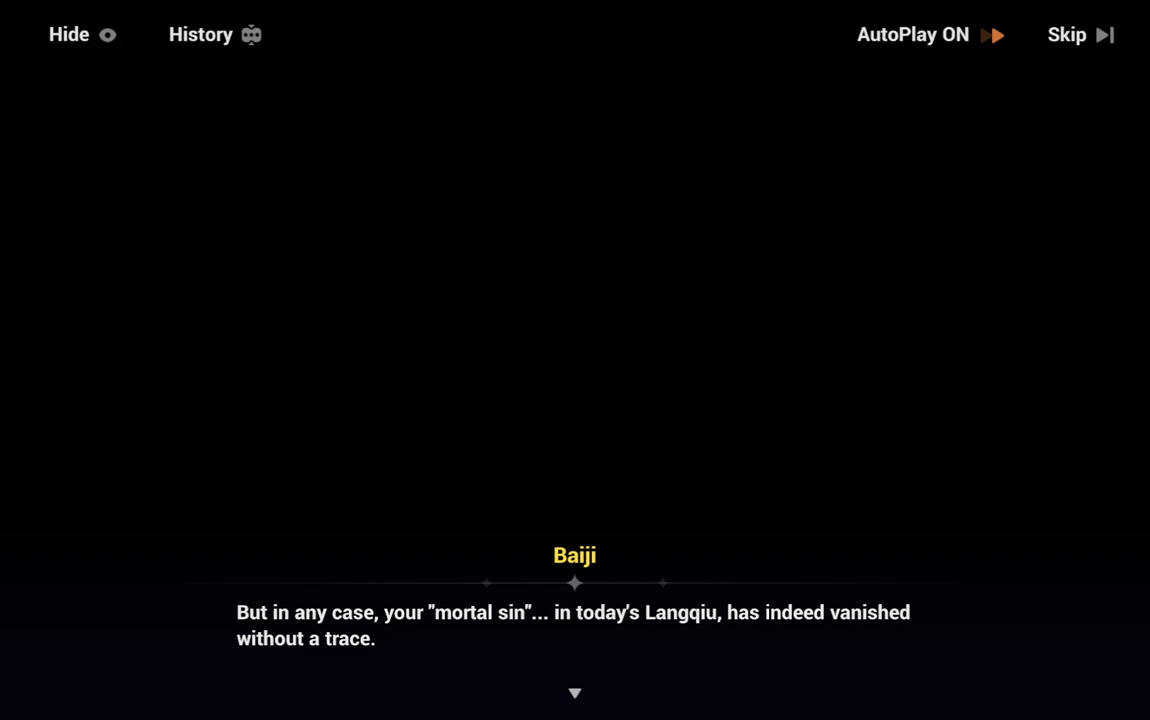 Hide
History
AutoPlay ON
Skip
Baiji
But in any case, your "mortal sin"... in today's Langqiu, has indeed vanished
without a trace.